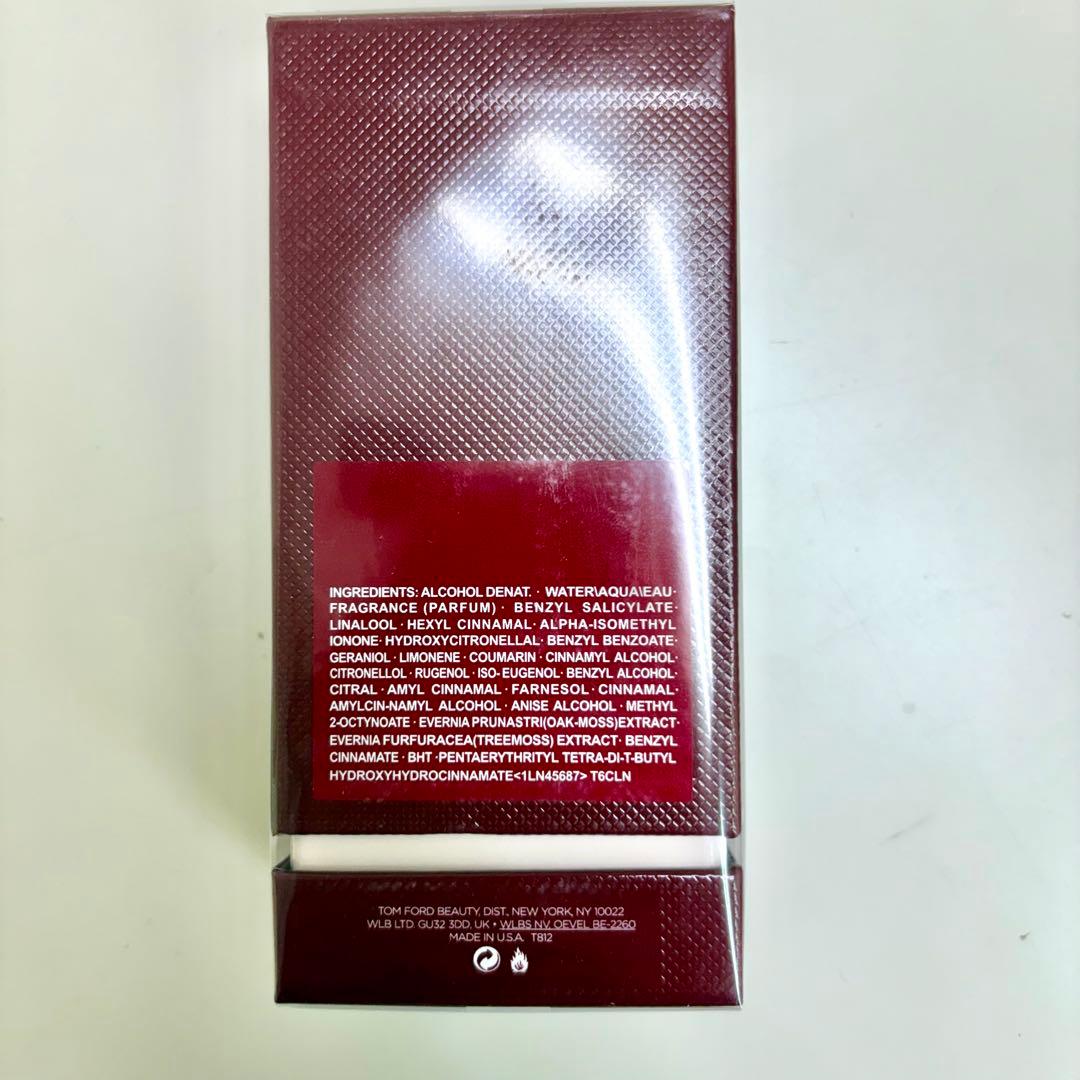 INGREDIENTS: ALCOHOL DENAT. · WATER\AQUA\EAU·
FRAGRANCE (PARFUM) · BENZYL SALICYLATE·
LINALOOL · HEXYL CINNAMAL · ALPHA-ISOMETHYL
IONONE · HYDROXYCITRONELLAL · BENZYL BENZOATE·
GERANIOL · LIMONENE · COUMARIN · CINNAMYL ALCOHOL·
CITRONELLOL · RUGENOL · ISO-EUGENOL · BENZYL ALCOHOL·
CITRAL · AMYL CINNAMAL · FARNESOL · CINNAMAL·
AMYLCIN-NAMYL ALCOHOL · ANISE ALCOHOL · METHYL
2-OCTYNOATE · EVERNIA PRUNASTRI(OAK-MOSS)EXTRACT·
EVERNIA FURFURACEA(TREEMOSS) EXTRACT · BENZYL
CINNAMATE · BHT · PENTAERYTHRITYL TETRA-DI-T-BUTYL
HYDROXYHYDROCINNAMATE<1LN45687> T6CLN
TOM FORD BEAUTY, DIST., NEW YORK, NY 10022
WLB LTD. GU32 3DD, UK • WLBS NV. OEVEL BE-2260
MADE IN U.S.A. T812